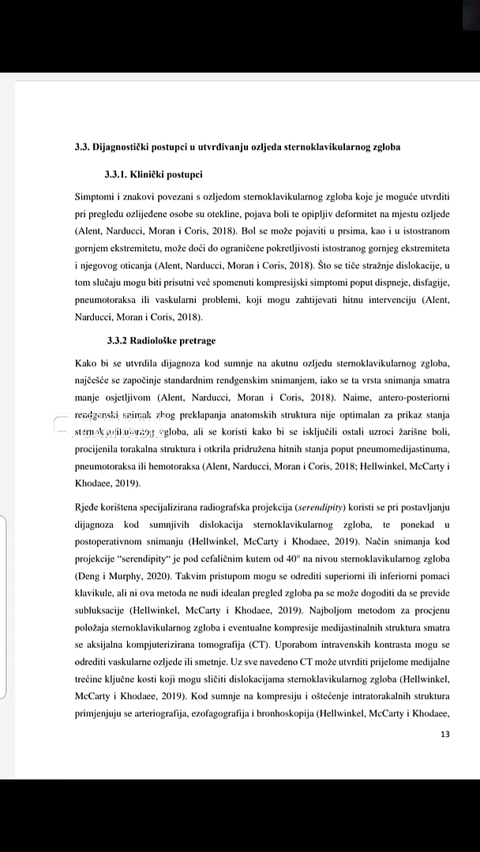 3.3. Dijagnostički postupci u utvrđivanju ozljeda sternoklavikularnog zgloba
3.3.1. Klinički postupci
Simptomi i znakovi povezani s ozljedom sternoklavikularnog zgloba koje je moguće utvrditi
pri pregledu ozlijeđene osobe su otekline, pojava boli te opipljiv deformitet na mjestu ozljede
(Alent, Narducci, Moran i Coris, 2018). Bol se može pojaviti u prsima, kao i u istostranom
gornjem ekstremitetu, može doći do ograničene pokretljivosti istostranog gornjeg ekstremiteta
i njegovog oticanja (Alent, Narducci, Moran i Coris, 2018). Što se tiče stražnje dislokacije, u
tom slučaju mogu biti prisutni već spomenuti kompresijski simptomi poput dispneje, disfagije,
pneumotoraksa ili vaskularni problemi, koji mogu zahtijevati hitnu intervenciju (Alent,
Narducci, Moran i Coris, 2018).
3.3.2 Radiološke pretrage
Kako bi se utvrdila dijagnoza kod sumnje na akutnu ozljedu sternoklavikularnog zgloba,
najčešće se započinje standardnim rendgenskim snimanjem, iako se ta vrsta snimanja smatra
manje osjetljivom (Alent, Narducci, Moran i Coris, 2018). Naime, antero-posteriorni
rendgenski snimak zbog preklapanja anatomskih struktura nije optimalan za prikaz stanja
zgloba, ali se koristi kako bi se isključili ostali uzroci žarišne boli,
procijenila torakalna struktura i otkrila pridružena hitnih stanja poput pneumomedijastinuma,
pneumotoraksa ili hemotoraksa (Alent, Narducci, Moran i Coris, 2018; Hellwinkel, McCarty i
Khodaee, 2019).
Rjeđe korištena specijalizirana radiografska projekcija (serendipity) koristi se pri postavljanju
dijagnoza kod sumnjivih dislokacija sternoklavikularnog zgloba, te ponekad u
postoperativnom snimanju (Hellwinkel, McCarty i Khodaee, 2019). Način snimanja kod
projekcije “serendipity“ je pod cefaličnim kutem od 40° na nivou sternoklavikularnog zgloba
(Deng i Murphy, 2020). Takvim pristupom mogu se odrediti superiorni ili inferiorni pomaci
klavikule, ali ni ova metoda ne nudi idealan pregled zgloba pa se može dogoditi da se previde
subluksacije (Hellwinkel, McCarty i Khodaee, 2019). Najboljom metodom za procjenu
položaja sternoklavikularnog zgloba i eventualne kompresije medijastinalnih struktura smatra
se aksijalna kompjuterizirana tomografija (CT). Uporabom intravenskih kontrasta mogu se
odrediti vaskularne ozljede ili smetnje. Uz sve navedeno CT može utvrditi prijelome medijalne
trećine ključne kosti koji mogu sličiti dislokacijama sternoklavikularnog zgloba (Hellwinkel,
McCarty i Khodaee, 2019). Kod sumnje na kompresiju i oštećenje intratorakalnih struktura
primjenjuju se arteriografija, ezofagografija i bronhoskopija (Hellwinkel, McCarty i Khodaee,
13